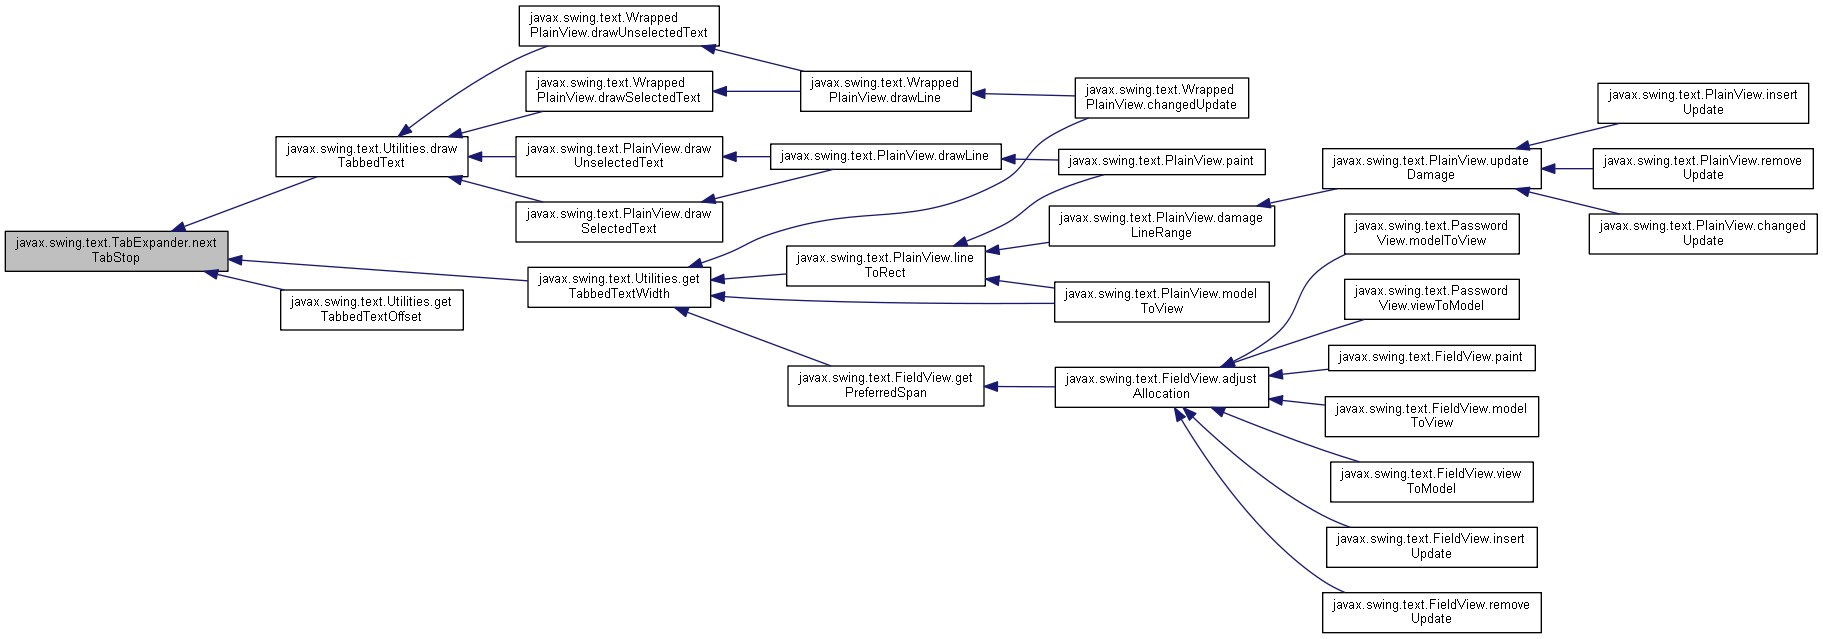 javax.swing.text.Wrapped
PlainView.drawUnselectedText
javax.swing.text.Wrapped
PlainView.drawSelectedText
javax.swing.text.Wrapped
PlainView.drawLine
javax.swing.text.Wrapped
PlainView.changedUpdate
javax.swing.text.PlainView.insert
Update
javax.swing.text.Utilities.draw
TabbedText
javax.swing.text.PlainView.draw
UnselectedText
javax.swing.text.PlainView.drawLine
javax.swing.text.PlainView.paint
javax.swing.text.PlainView.update
Damage
javax.swing.text.PlainView.remove
Update
javax.swing.text.PlainView.draw
SelectedText
javax.swing.text.PlainView.damage
LineRange
javax.swing.text.Password
View.modelToView
javax.swing.text.PlainView.changed
Update
javax.swing.text.TabExpander.next
TabStop
javax.swing.text.PlainView.line
ToRect
javax.swing.text.Utilities.get
TabbedTextWidth
javax.swing.text.Utilities.get
TabbedTextOffset
javax.swing.text.PlainView.model
ToView
javax.swing.text.Password
View.viewToModel
javax.swing.text.FieldView.paint
javax.swing.text.FieldView.get
PreferredSpan
javax.swing.text.FieldView.adjust
Allocation
javax.swing.text.FieldView.model
ToView
javax.swing.text.FieldView.view
ToModel
javax.swing.text.FieldView.insert
Update
javax.swing.text.FieldView.remove
Update